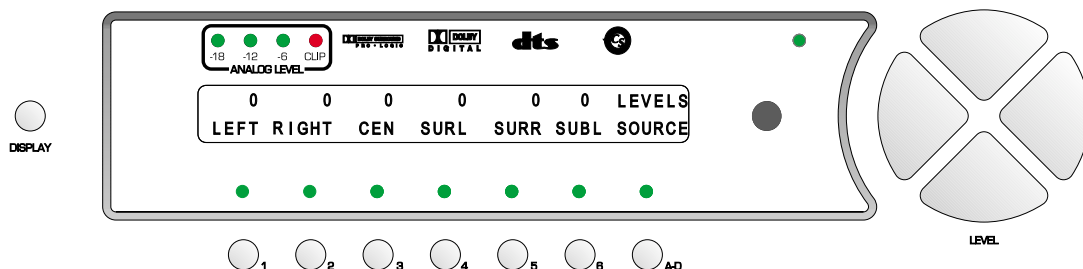 -18 -12 -6 CLIP
ANALOG LEVEL
DOLBY SURROUND
PRO • LOGIC
DOLBY
DIGITAL
dts
0 0 0 0 0 0 LEVELS
LEFT RIGHT CEN SURL SURR SUBL SOURCE
DISPLAY
1 2 3 4 5 6 A-D
LEVEL